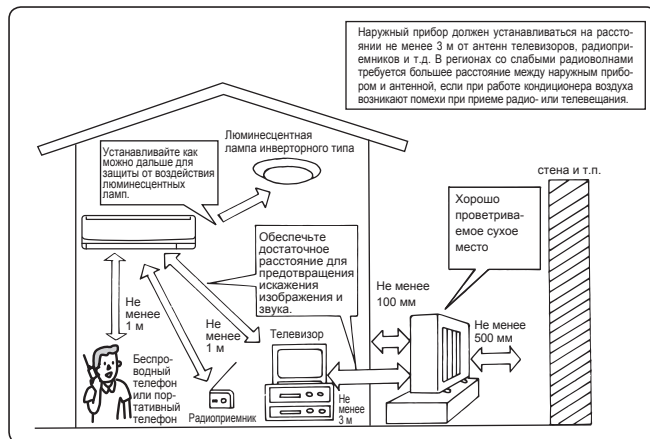 Наружный прибор должен устанавливаться на рассто-
янии не менее 3 м от антенн телевизоров, радиопри-
емников и т.д. В регионах со слабыми радиоволнами
требуется большее расстояние между наружным прибо-
ром и антенной, если при работе кондиционера воздуха
возникают помехи при приеме радио- или телевещания.
Люминесцентная
лампа инверторного типа
Устанавливайте как
можно дальше для
защиты от воздействия
люминесцентных
ламп.
стена и т.п.
Хорошо
проветрива-
емое сухое
место
Обеспечьте
достаточное
расстояние для
предотвращения
искажения
изображения и
звука.
Не менее
100 мм
Не
менее
1 м
Не
менее
1 м
Телевизор
Не менее
500 мм
Беспро-
водный
телефон
или пор-
тативный
телефон
Радиоприемник
Не
менее
3 м